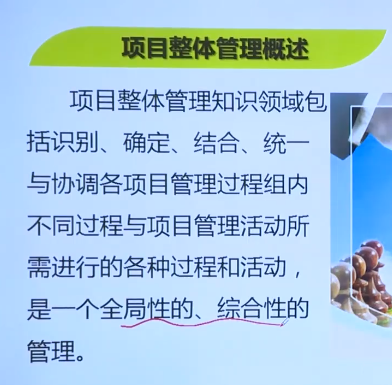 项目整体管理概述
项目整体管理知识领域包
括识别、确定、结合、统一
与协调各项目管理过程组内
不同过程与项目管理活动所
需进行的各种过程和活动，
是一个全局性的、综合性的
管理。